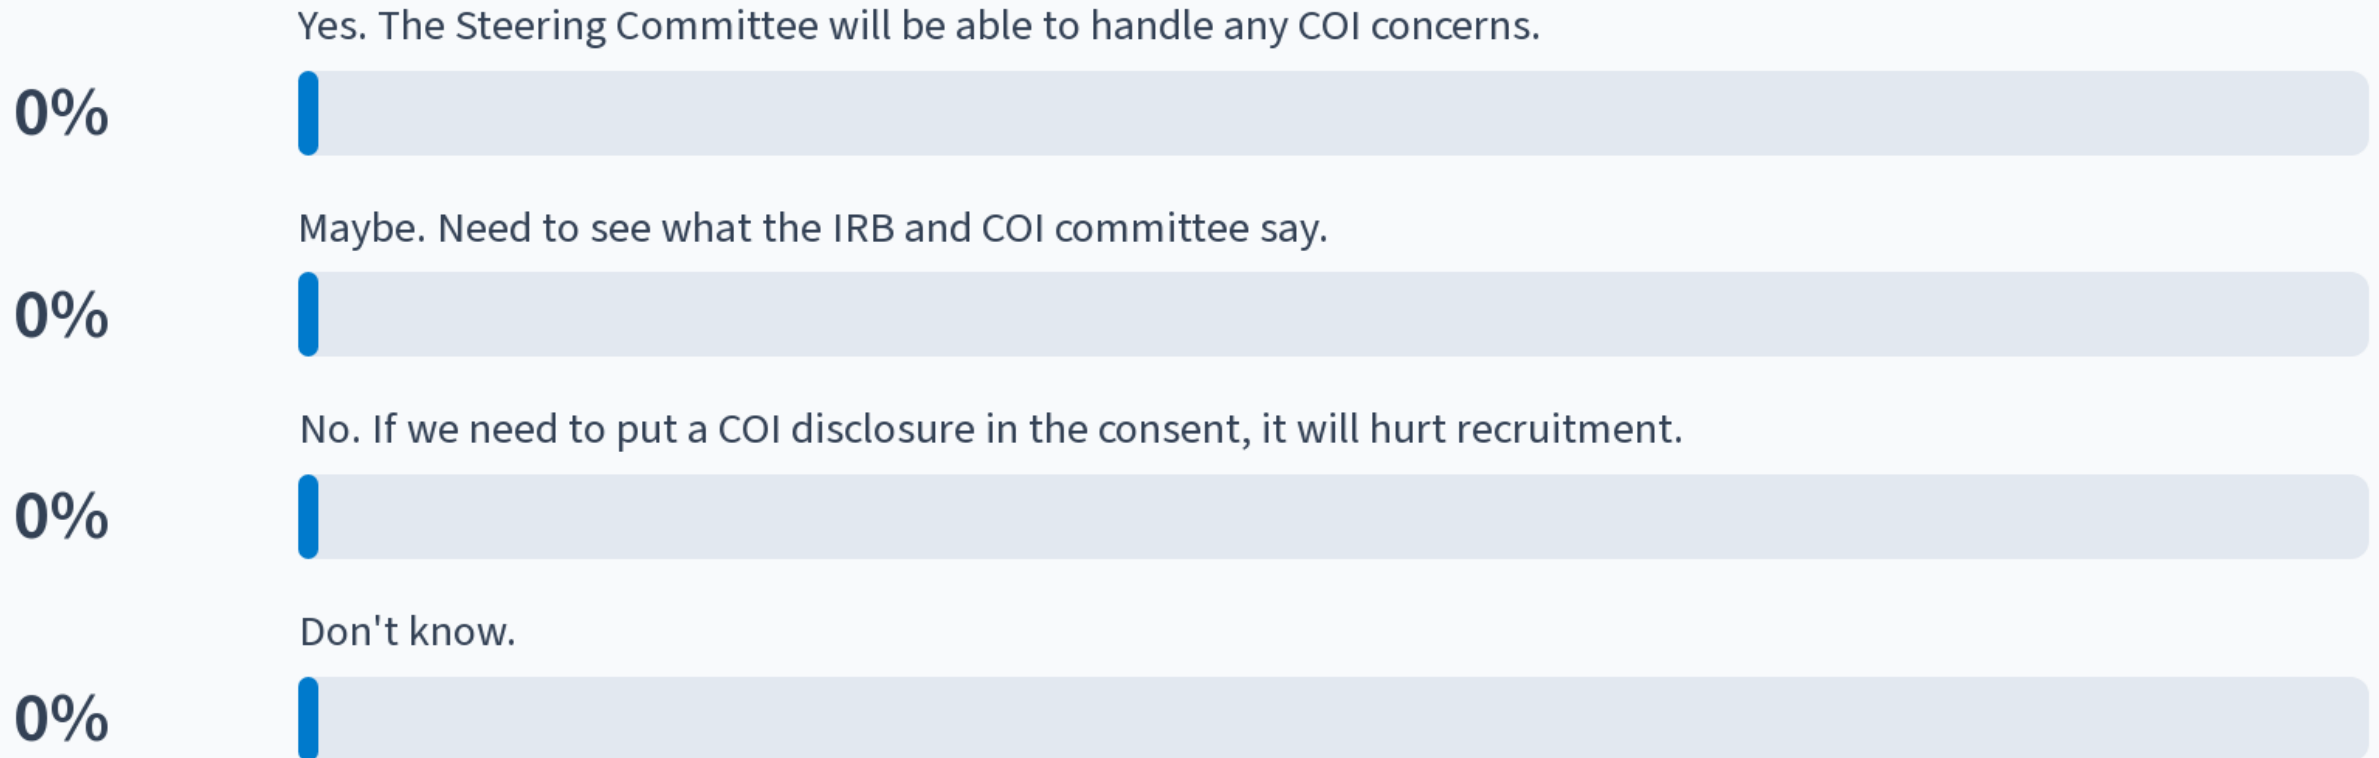 Yes. The Steering Committee will be able to handle any COI concerns.
0%
Maybe. Need to see what the IRB and COI committee say.
0%
No. If we need to put a COI disclosure in the consent, it will hurt recruitment.
0%
Don't know.
0%